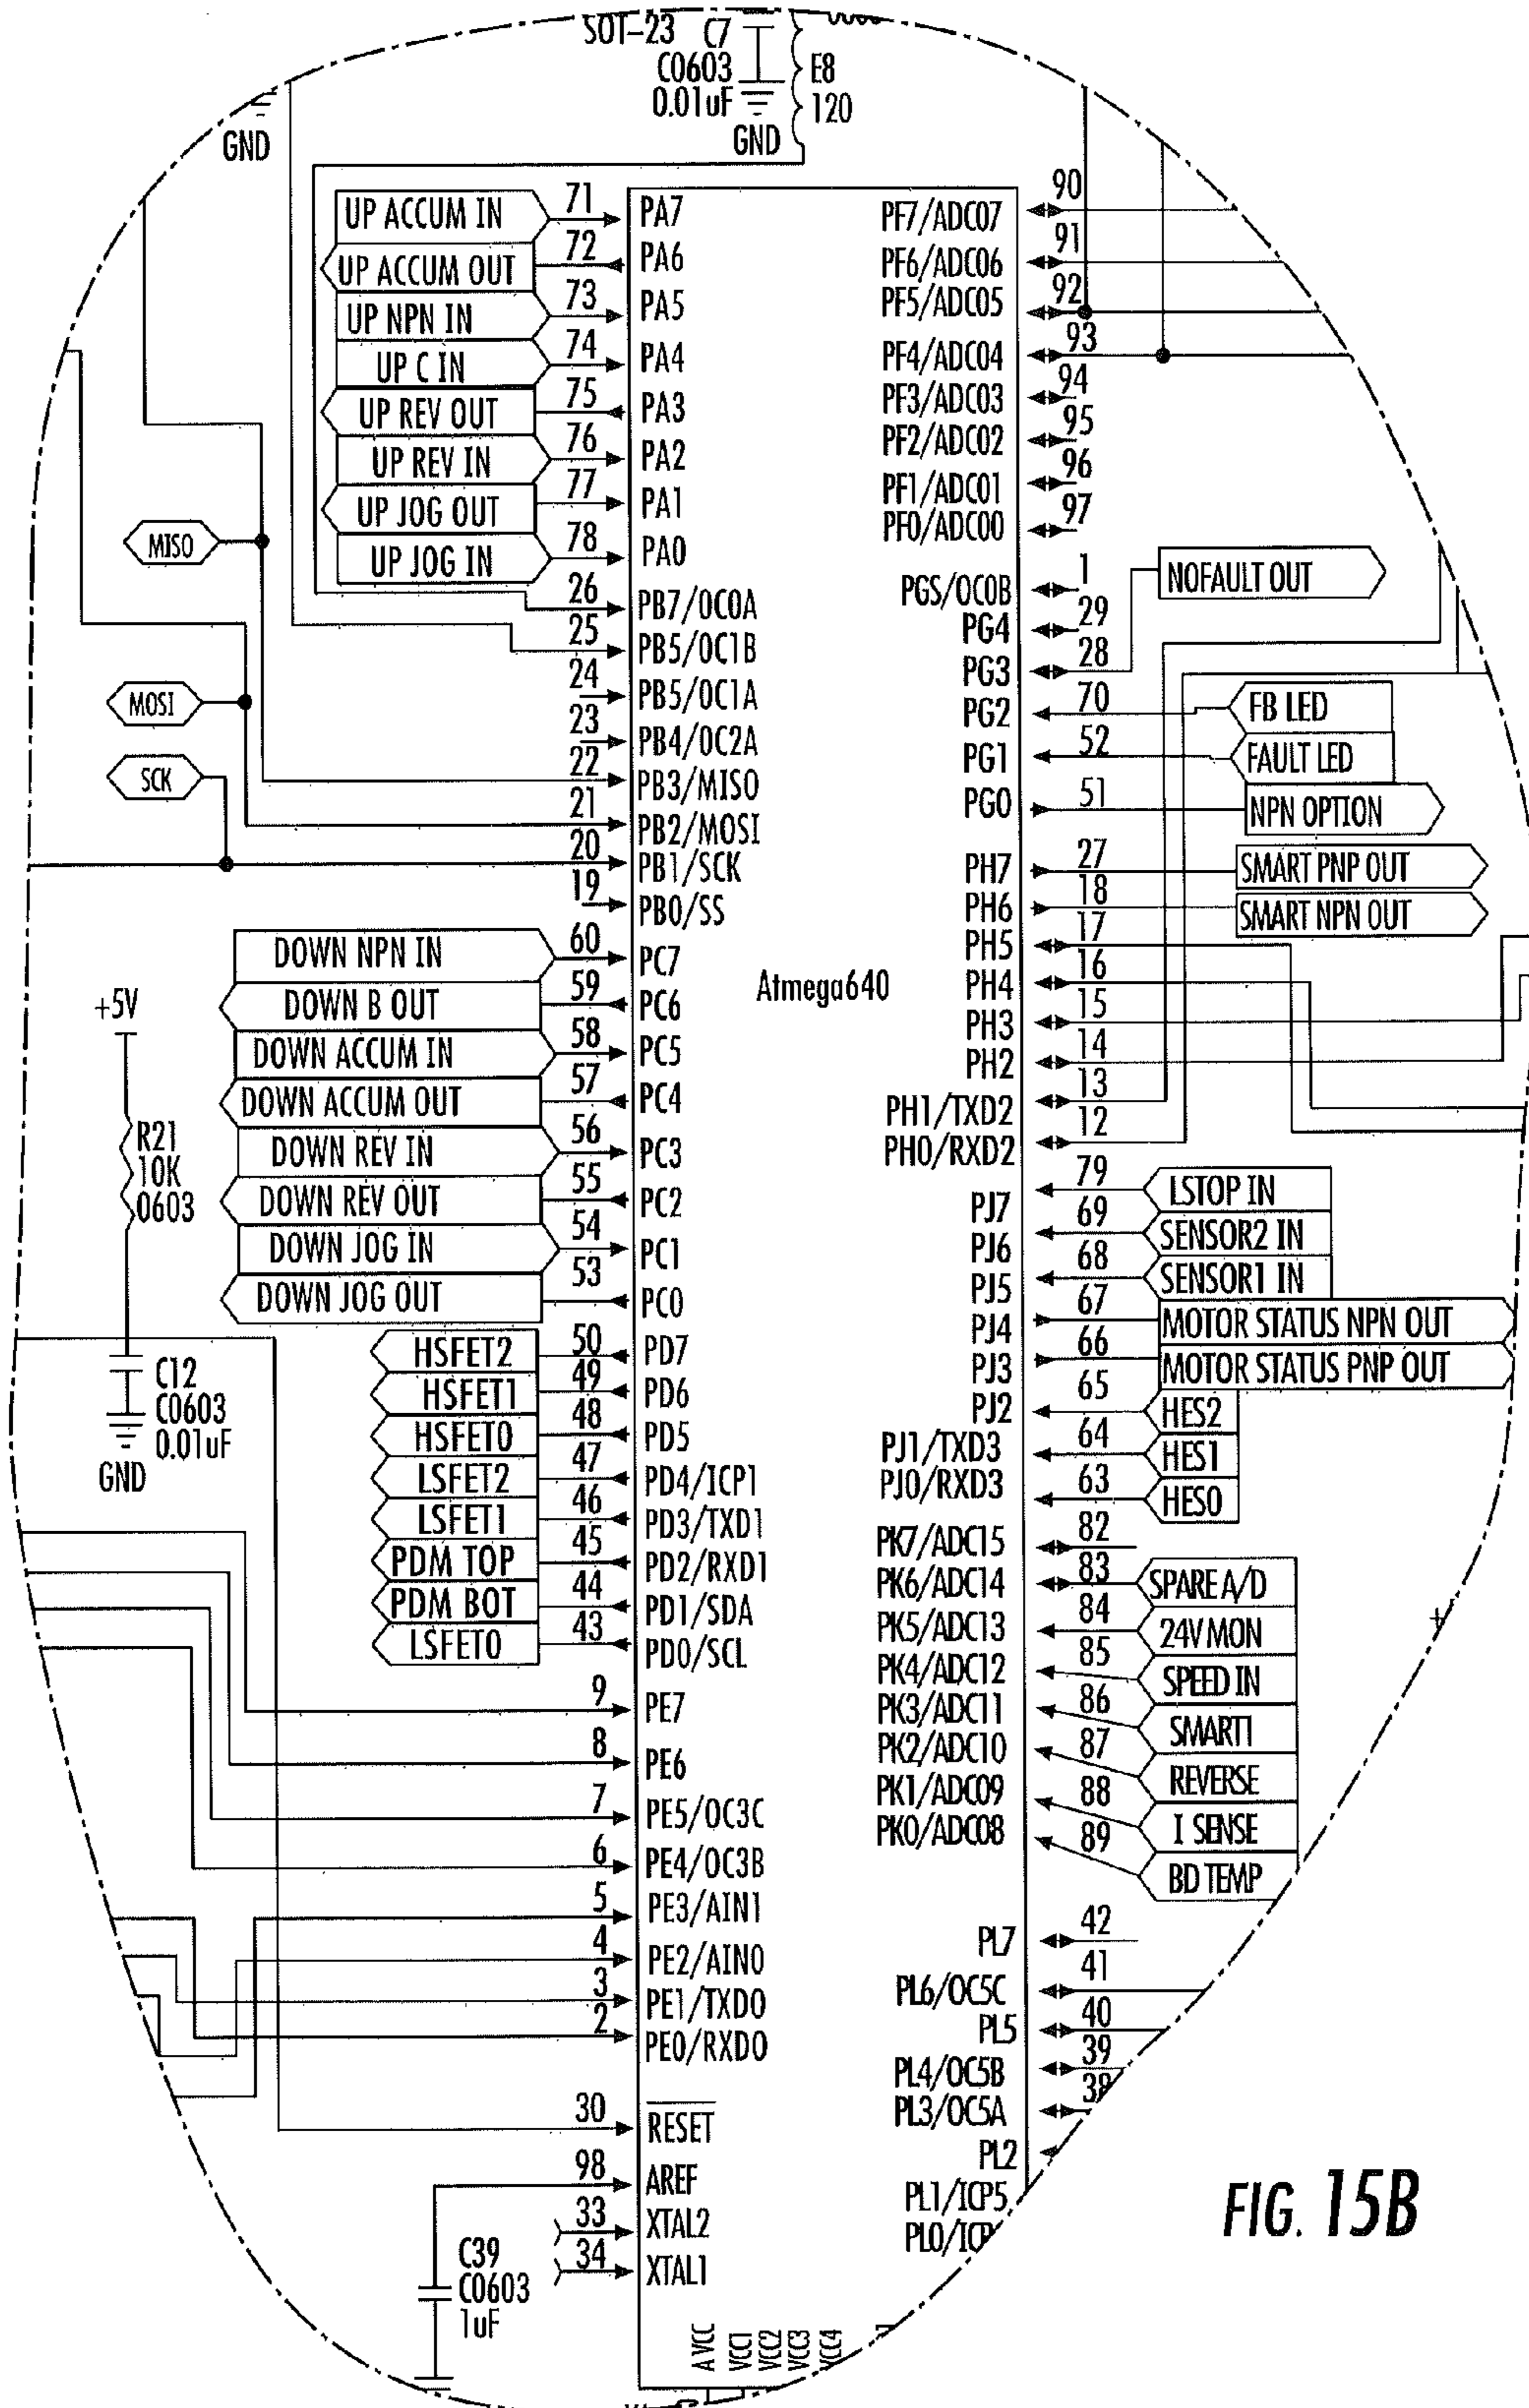 SOT-23 C7
C0603
0.01uF
GND
E8
120
GND
UP ACCUM IN 71 PA7
UP ACCUM OUT 72 PA6
UP NPN IN 73 PA5
UP C IN 74 PA4
UP REV OUT 75 PA3
UP REV IN 76 PA2
UP JOG OUT 77 PA1
UP JOG IN 78 PA0
26 PB7/OC0A
25 PB5/OC1B
24 PB5/OC1A
23 PB4/OC2A
22 PB3/MISO
21 PB2/MOSI
20 PB1/SCK
19 PB0/SS
MISO
MOSI
SCK
DOWN NPN IN 60 PC7
DOWN B OUT 59 PC6
DOWN ACCUM IN 58 PC5
DOWN ACCUM OUT 57 PC4
DOWN REV IN 56 PC3
DOWN REV OUT 55 PC2
DOWN JOG IN 54 PC1
DOWN JOG OUT 53 PC0
+5V
R21
10K
0603
C12
C0603
0.01uF
GND
HSFET2 50 PD7
HSFET1 49 PD6
HSFET0 48 PD5
LSFET2 47 PD4/ICP1
LSFET1 46 PD3/TXD1
PDM TOP 45 PD2/RXD1
PDM BOT 44 PD1/SDA
LSFET0 43 PD0/SCL
9 PE7
8 PE6
7 PE5/OC3C
6 PE4/OC3B
5 PE3/AIN1
4 PE2/AIN0
3 PE1/TXD0
2 PE0/RXD0
30 RESET
98 AREF
33 XTAL2
34 XTAL1
C39
C0603
1uF
Atmega640
PF7/ADC07 90
PF6/ADC06 91
PF5/ADC05 92
PF4/ADC04 93
PF3/ADC03 94
PF2/ADC02 95
PF1/ADC01 96
PF0/ADC00 97
PGS/OC0B 1
PG4 29
PG3 28 NOFAULT OUT
PG2 70 FB LED
PG1 52 FAULT LED
PG0 51 NPN OPTION
PH7 27 SMART PNP OUT
PH6 18 SMART NPN OUT
PH5 17
PH4 16
PH3 15
PH2 14
PH1/TXD2 13
PH0/RXD2 12
PJ7 79 LSTOP IN
PJ6 69 SENSOR2 IN
PJ5 68 SENSOR1 IN
PJ4 67 MOTOR STATUS NPN OUT
PJ3 66 MOTOR STATUS PNP OUT
PJ2 65 HES2
PJ1/TXD3 64 HES1
PJ0/RXD3 63 HES0
PK7/ADC15 82
PK6/ADC14 83 SPARE A/D
PK5/ADC13 84 24V MON
PK4/ADC12 85 SPEED IN
PK3/ADC11 86 SMART1
PK2/ADC10 87 REVERSE
PK1/ADC09 88 I SENSE
PK0/ADC08 89 BD TEMP
PL7 42
PL6/OC5C 41
PL5 40
PL4/OC5B 39
PL3/OC5A 38
PL2
PL1/ICP5
PL0/ICP
+
A VCC
VCC1
VCC2
VCC3
VCC4
FIG. 15B